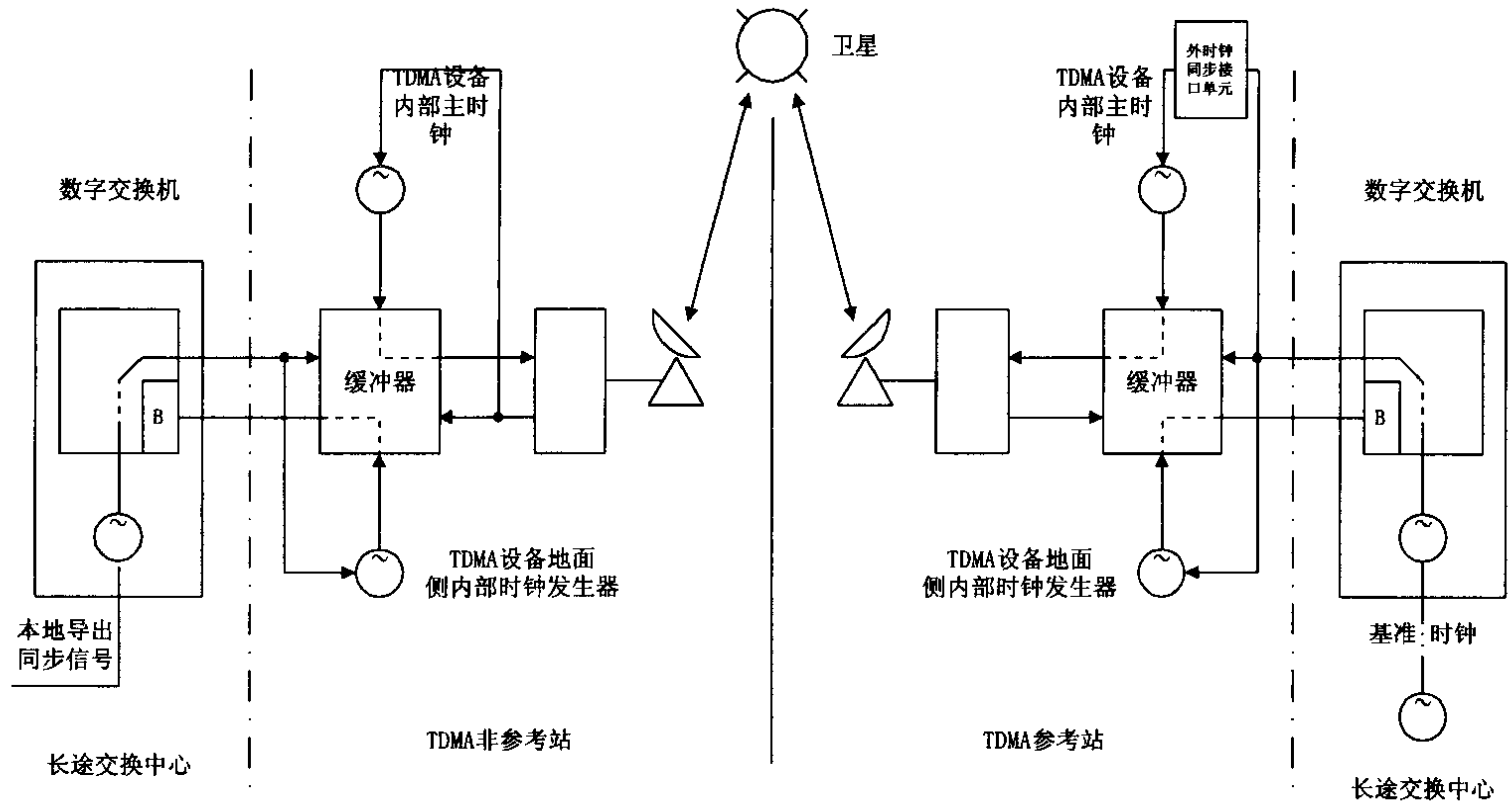 卫星
TDMA设备
内部主时
钟
TDMA设备
内部主时
钟
外时钟
同步接
口单元
数字交换机
数字交换机
缓冲器
缓冲器
B
B
~
~
~
~
~
~
~
TDMA设备地面
侧内部时钟发生器
TDMA设备地面
侧内部时钟发生器
本地导出
同步信号
基准 时钟
TDMA非参考站
TDMA参考站
长途交换中心
长途交换中心